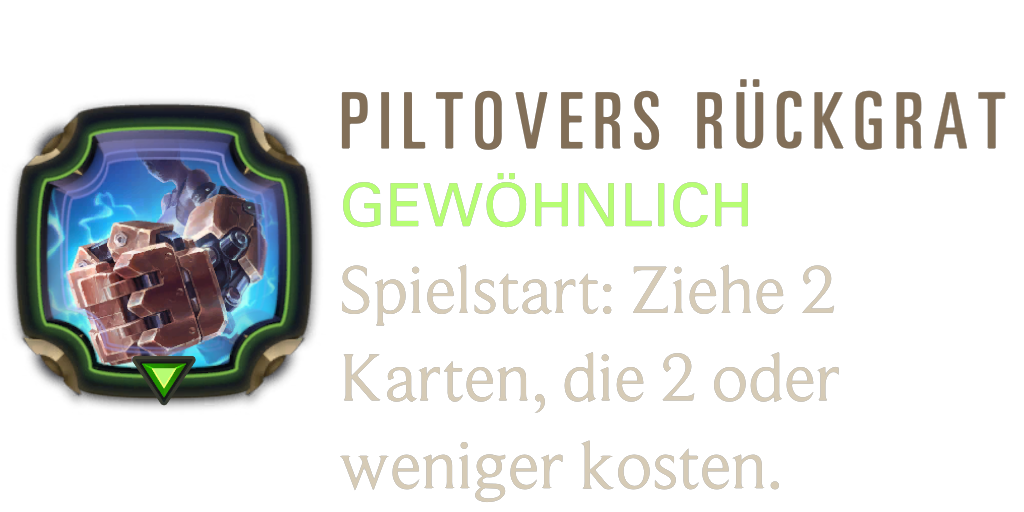 PILTOVERS RÜCKGRAT
GEWÖHNLICH
Spielstart: Ziehe 2
Karten, die 2 oder
weniger kosten.